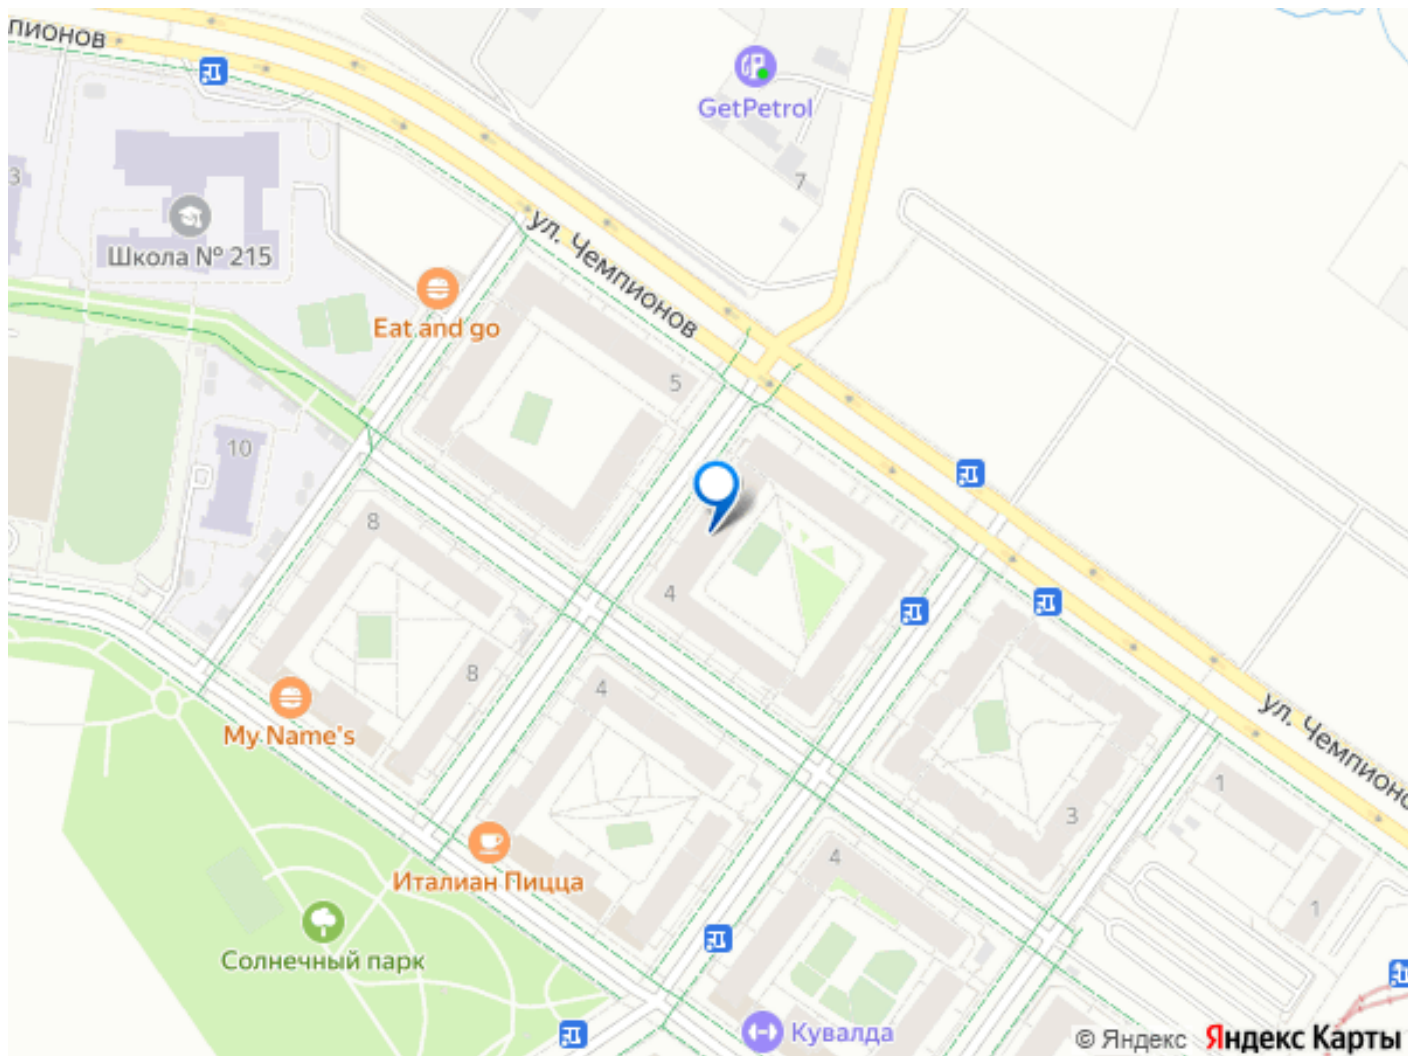 пионов
GetPetrol
3
7
Школа № 215
ул. Чемпионов
Eat and go
5
10
8
4
8
4
My Name's
ул. Чемпионо
1
3
Италиан Пицца
4
1
Солнечный парк
Кувалда
© Яндекс Яндекс Карты